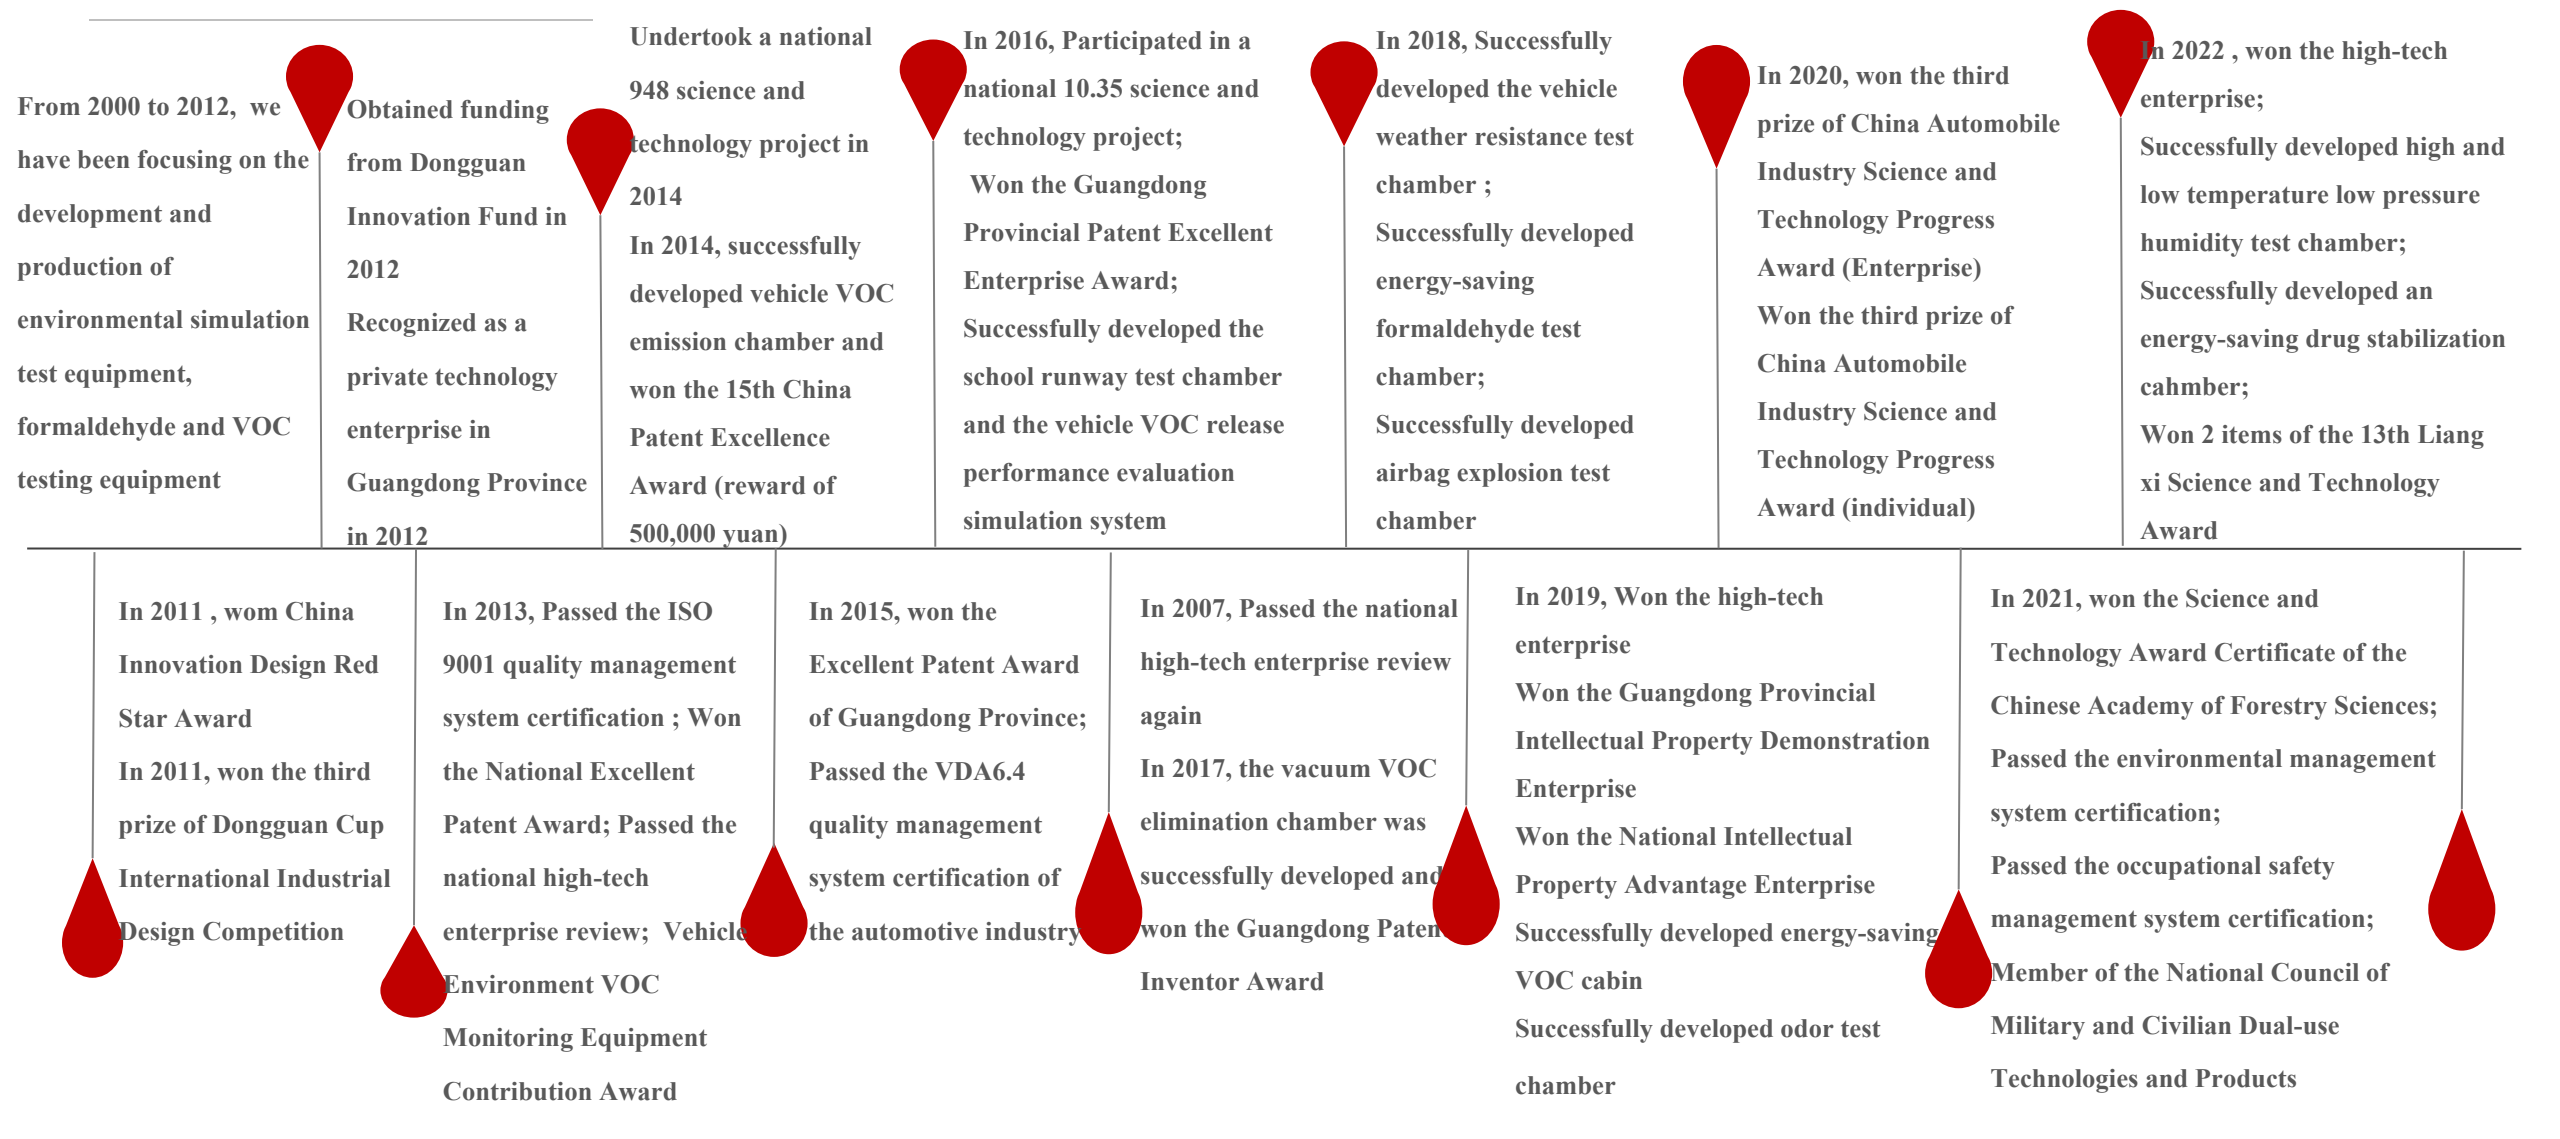 From 2000 to 2012, we
have been focusing on the
development and
production of
environmental simulation
test equipment,
formaldehyde and VOC
testing equipment
Obtained funding
from Dongguan
Innovation Fund in
2012
Recognized as a
private technology
enterprise in
Guangdong Province
in 2012
Undertook a national
948 science and
technology project in
2014
In 2014, successfully
developed vehicle VOC
emission chamber and
won the 15th China
Patent Excellence
Award (reward of
500,000 yuan)
In 2016, Participated in a
national 10.35 science and
technology project;
Won the Guangdong
Provincial Patent Excellent
Enterprise Award;
Successfully developed the
school runway test chamber
and the vehicle VOC release
performance evaluation
simulation system
In 2018, Successfully
developed the vehicle
weather resistance test
chamber ;
Successfully developed
energy-saving
formaldehyde test
chamber;
Successfully developed
airbag explosion test
chamber
In 2020, won the third
prize of China Automobile
Industry Science and
Technology Progress
Award (Enterprise)
Won the third prize of
China Automobile
Industry Science and
Technology Progress
Award (individual)
In 2022 , won the high-tech
enterprise;
Successfully developed high and
low temperature low pressure
humidity test chamber;
Successfully developed an
energy-saving drug stabilization
cahmber;
Won 2 items of the 13th Liang
xi Science and Technology
Award
In 2011 , wom China
Innovation Design Red
Star Award
In 2011, won the third
prize of Dongguan Cup
International Industrial
Design Competition
In 2013, Passed the ISO
9001 quality management
system certification ; Won
the National Excellent
Patent Award; Passed the
national high-tech
enterprise review; Vehicle
Environment VOC
Monitoring Equipment
Contribution Award
In 2015, won the
Excellent Patent Award
of Guangdong Province;
Passed the VDA6.4
quality management
system certification of
the automotive industry
In 2007, Passed the national
high-tech enterprise review
again
In 2017, the vacuum VOC
elimination chamber was
successfully developed and
won the Guangdong Patent
Inventor Award
In 2019, Won the high-tech
enterprise
Won the Guangdong Provincial
Intellectual Property Demonstration
Enterprise
Won the National Intellectual
Property Advantage Enterprise
Successfully developed energy-saving
VOC cabin
Successfully developed odor test
chamber
In 2021, won the Science and
Technology Award Certificate of the
Chinese Academy of Forestry Sciences;
Passed the environmental management
system certification;
Passed the occupational safety
management system certification;
Member of the National Council of
Military and Civilian Dual-use
Technologies and Products